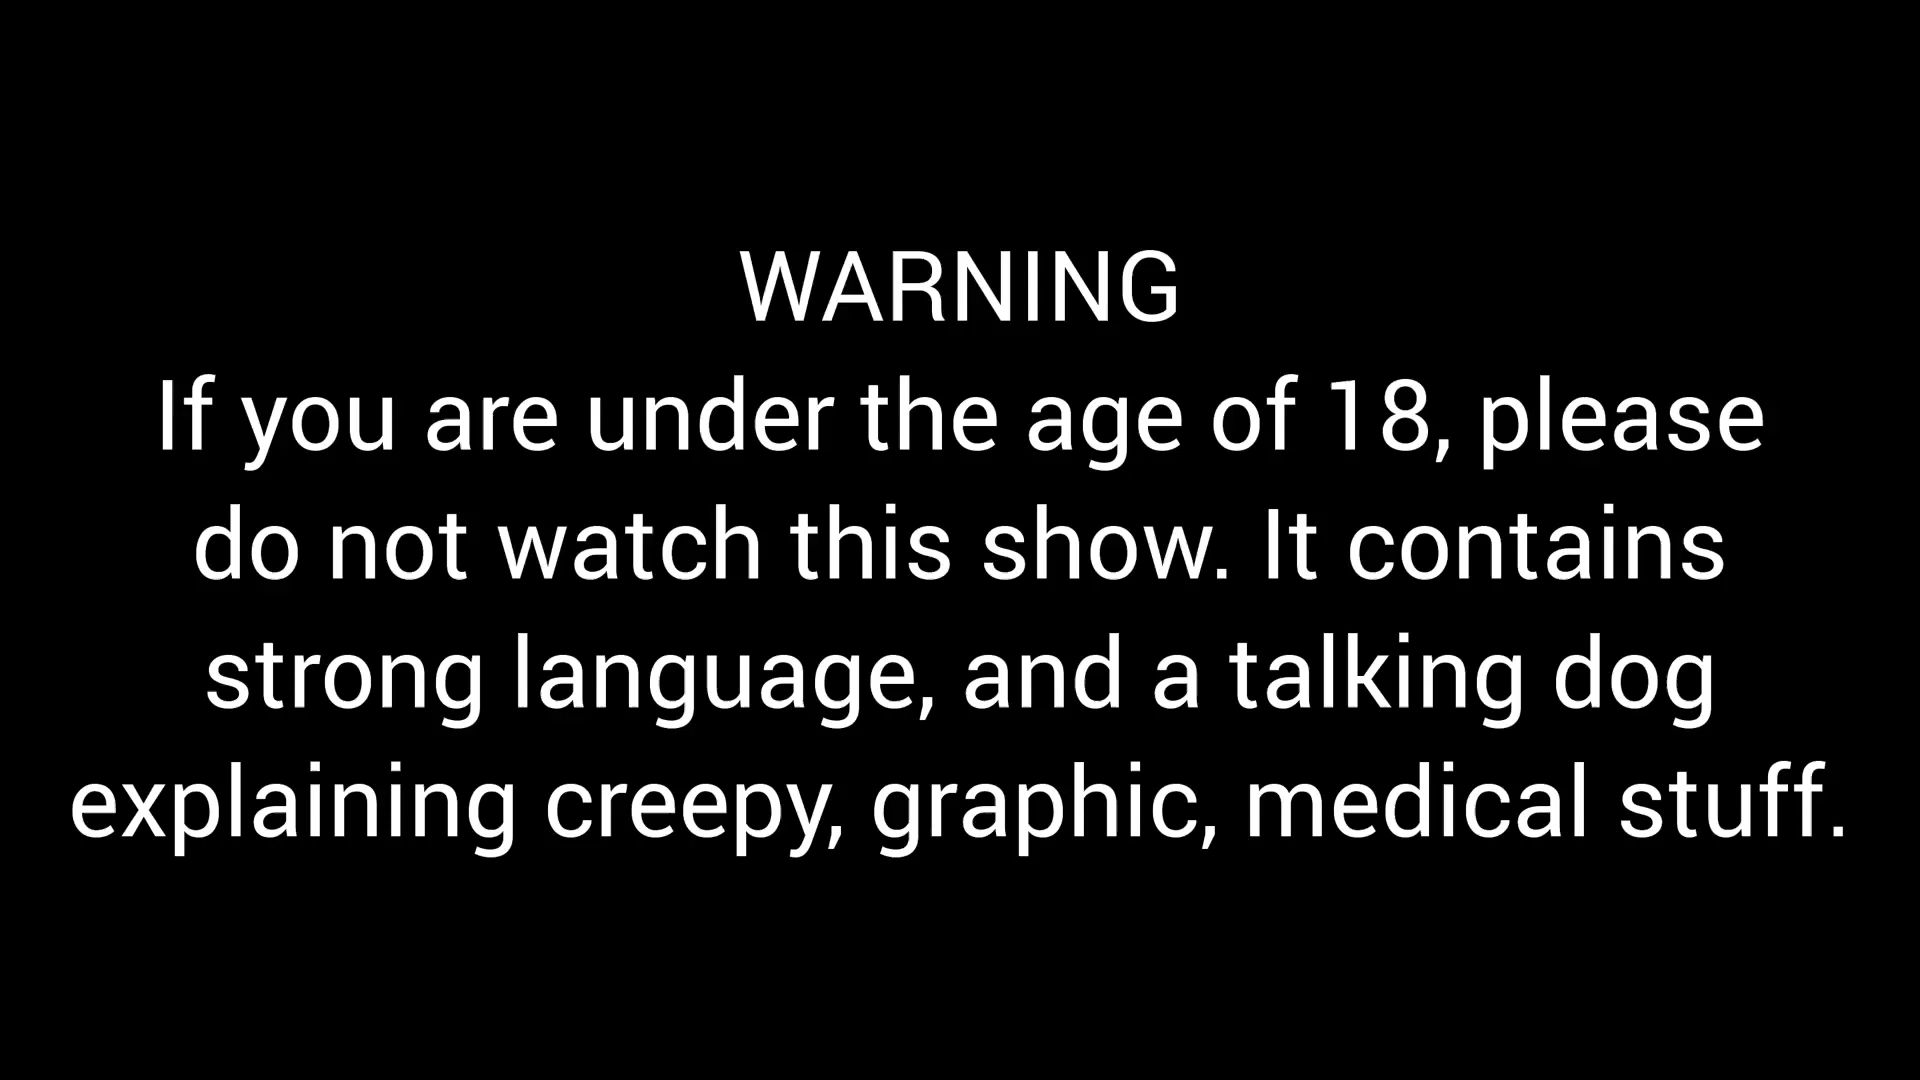 WARNING
If you are under the age of 18, please
do not watch this show. It contains
strong language, and a talking dog
explaining creepy, graphic, medical stuff.